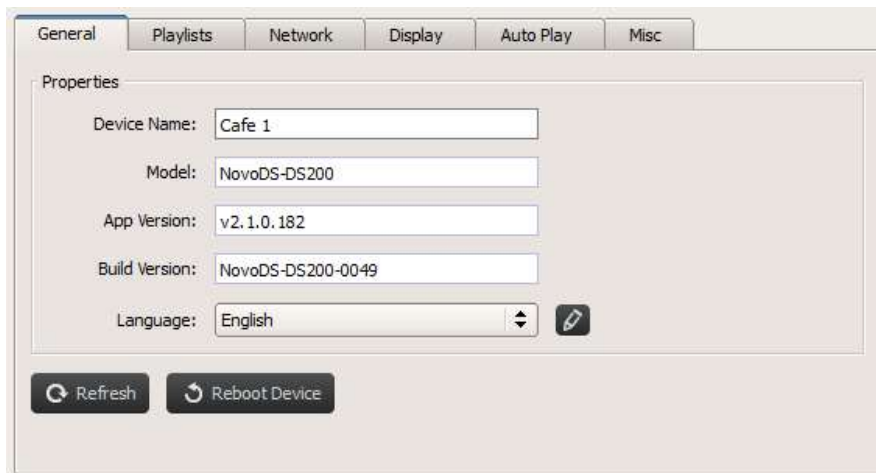 General Playlists Network Display Auto Play Misc
Properties
Device Name: Cafe 1
Model: NovoDS-DS200
App Version: v2.1.0.182
Build Version: NovoDS-DS200-0049
Language: English
Refresh Reboot Device